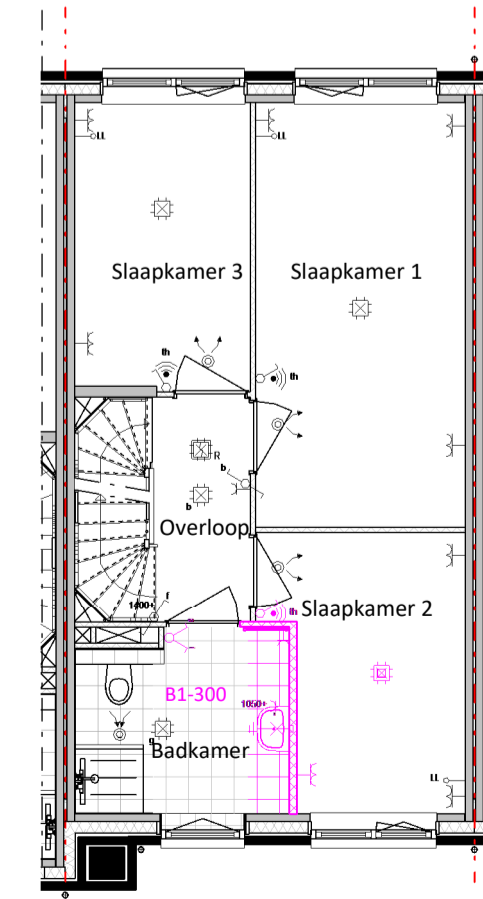 LL
LL
Slaapkamer 3
Slaapkamer 1
th
th
R
b
b
Overloop
1400+
f
th
Slaapkamer 2
B1-300
1050+
g
Badkamer
LL